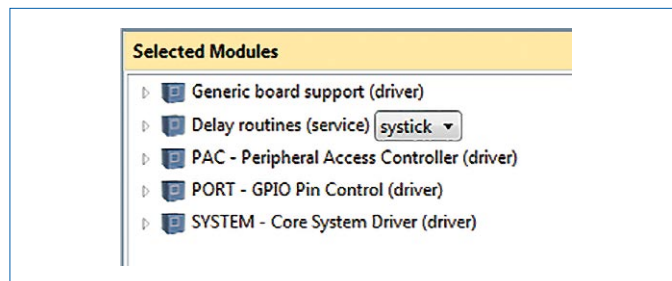 Selected Modules
Generic board support (driver)
Delay routines (service) systick
PAC - Peripheral Access Controller (driver)
PORT - GPIO Pin Control (driver)
SYSTEM - Core System Driver (driver)